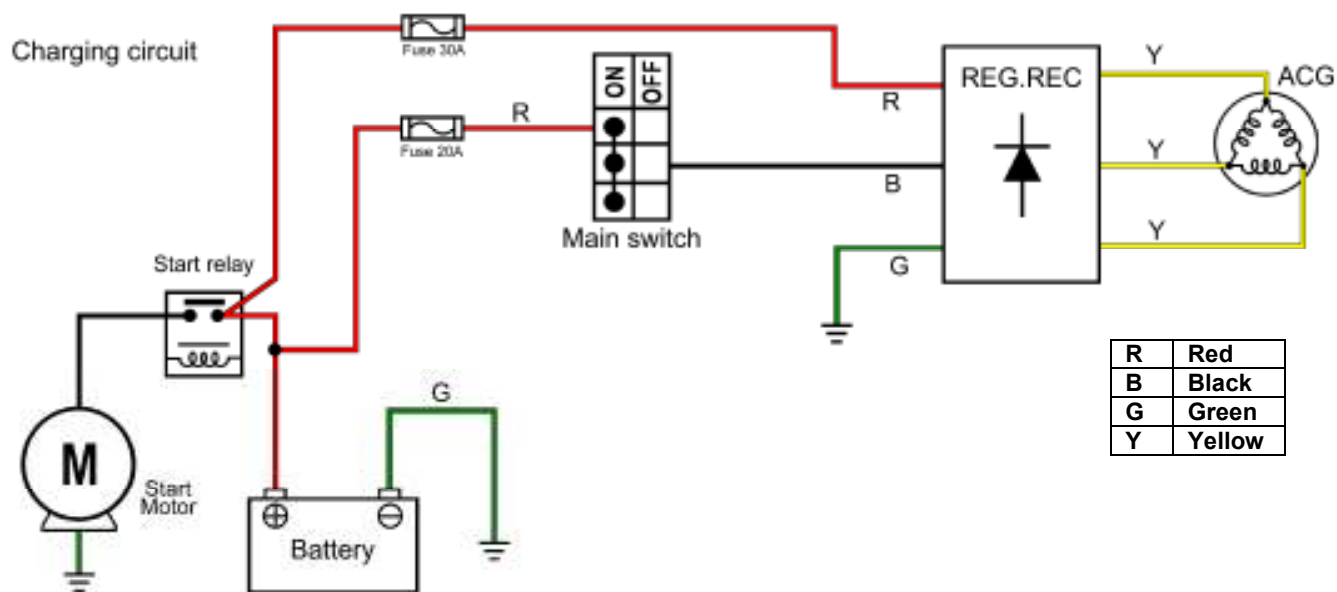 Charging circuit
Fuse 30A
ON
OFF
REG.REC
Y
ACG
R
R
Fuse 20A
Y
B
Main switch
Y
G
Start relay
R Red
B Black
G Green
Y Yellow
G
M
Start
Motor
Battery